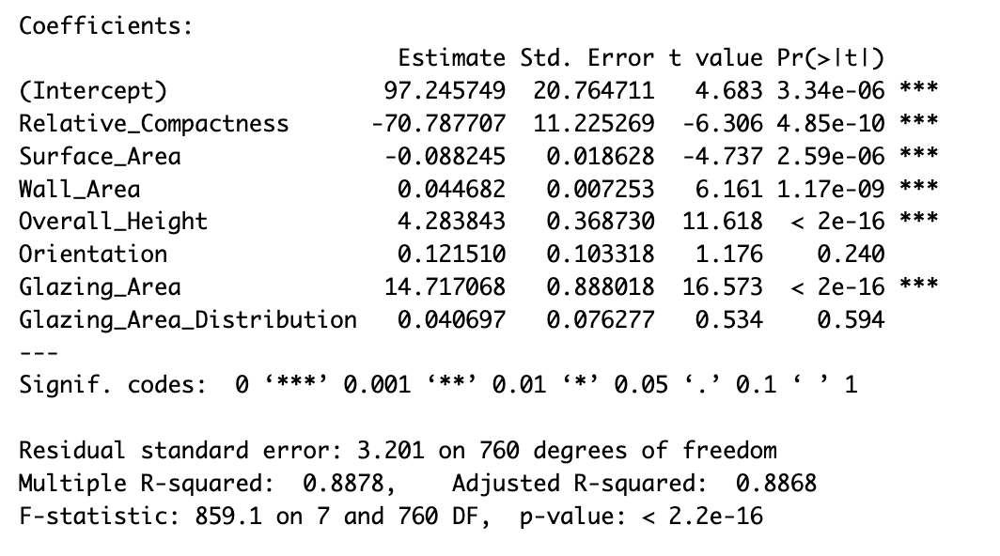 Coefficients:
Estimate Std. Error t value Pr(>|t|)
(Intercept) 97.245749 20.764711 4.683 3.34e-06 ***
Relative_Compactness -70.787707 11.225269 -6.306 4.85e-10 ***
Surface_Area -0.088245 0.018628 -4.737 2.59e-06 ***
Wall_Area 0.044682 0.007253 6.161 1.17e-09 ***
Overall_Height 4.283843 0.368730 11.618 < 2e-16 ***
Orientation 0.121510 0.103318 1.176 0.240
Glazing_Area 14.717068 0.888018 16.573 < 2e-16 ***
Glazing_Area_Distribution 0.040697 0.076277 0.534 0.594
---
Signif. codes: 0 ‘***’ 0.001 ‘**’ 0.01 ‘*’ 0.05 ‘.’ 0.1 ‘ ’ 1
Residual standard error: 3.201 on 760 degrees of freedom
Multiple R-squared: 0.8878, Adjusted R-squared: 0.8868
F-statistic: 859.1 on 7 and 760 DF, p-value: < 2.2e-16